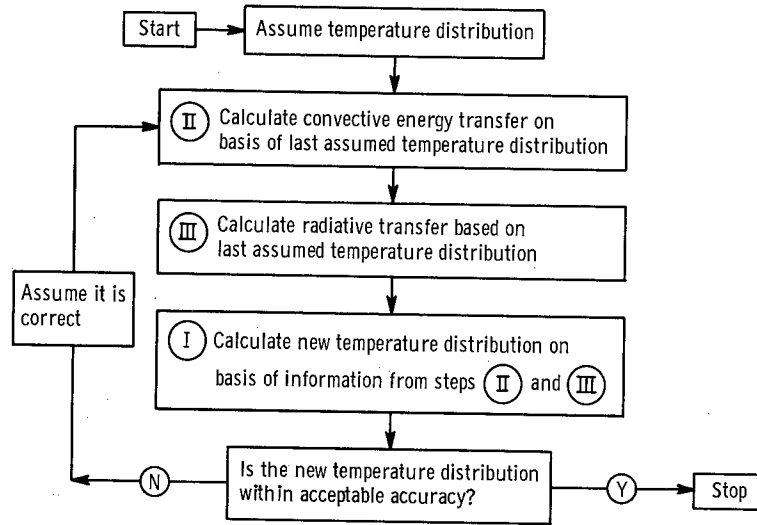 Start
Assume temperature distribution
II Calculate convective energy transfer on
basis of last assumed temperature distribution
III Calculate radiative transfer based on
last assumed temperature distribution
Assume it is
correct
I Calculate new temperature distribution on
basis of information from steps II and III
Is the new temperature distribution
within acceptable accuracy?
N
Y
Stop